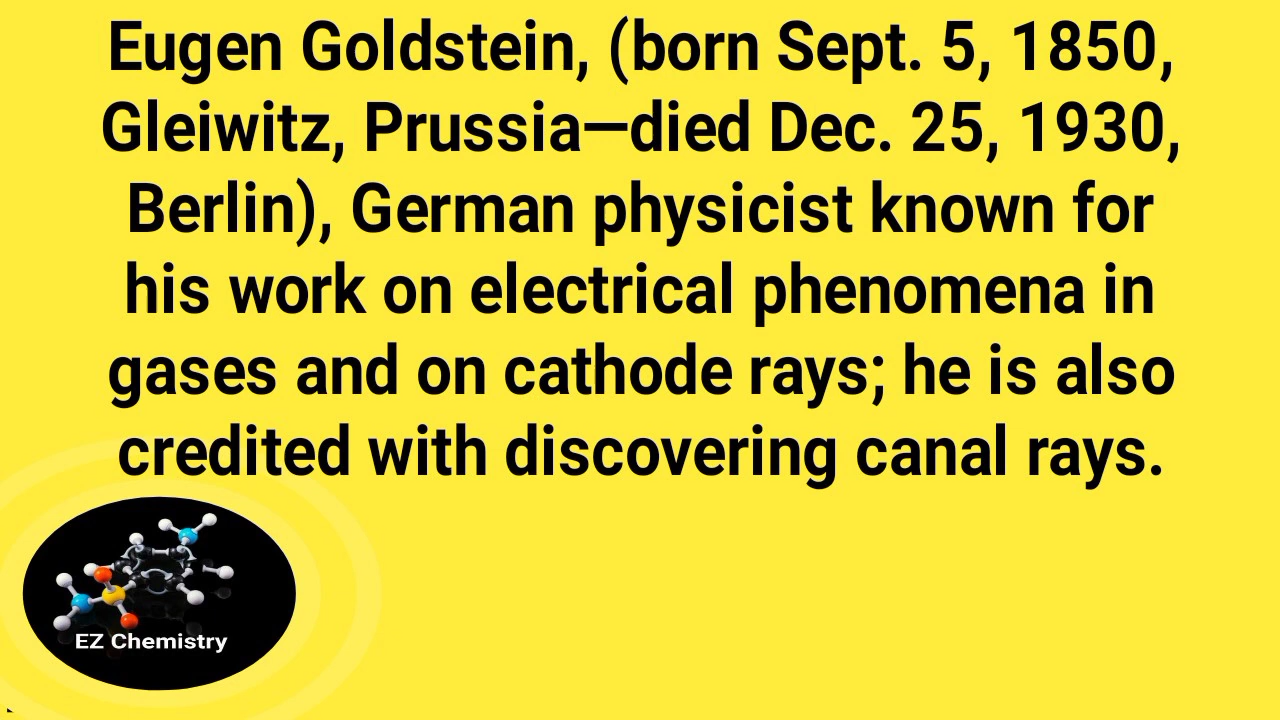 Eugen Goldstein, (born Sept. 5, 1850,
Gleiwitz, Prussia—died Dec. 25, 1930,
Berlin), German physicist known for
his work on electrical phenomena in
gases and on cathode rays; he is also
credited with discovering canal rays.
EZ Chemistry